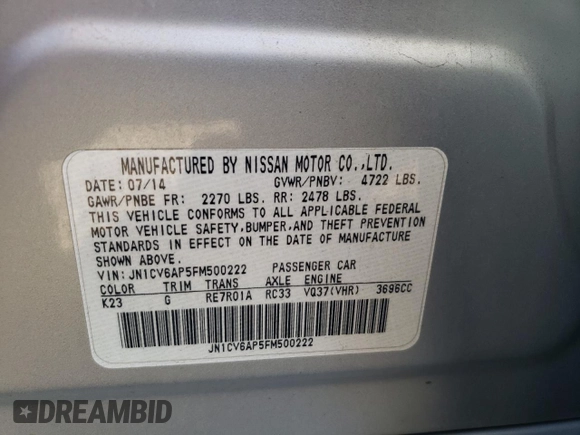 MANUFACTURED BY NISSAN MOTOR CO.,LTD.
DATE: 07/14 GVWR/PNBV: 4722 LBS.
GAWR/PNBE FR: 2270 LBS. RR: 2478 LBS.
THIS VEHICLE CONFORMS TO ALL APPLICABLE FEDERAL
MOTOR VEHICLE SAFETY,BUMPER,AND THEFT PREVENTION
STANDARDS IN EFFECT ON THE DATE OF MANUFACTURE
SHOWN ABOVE.
VIN: JN1CV6AP5FM500222 PASSENGER CAR
COLOR TRIM TRANS AXLE ENGINE
K23 G RE7R01A RC33 VQ37(VHR) 3696CC
JN1CV6AP5FM500222
DREAMBID